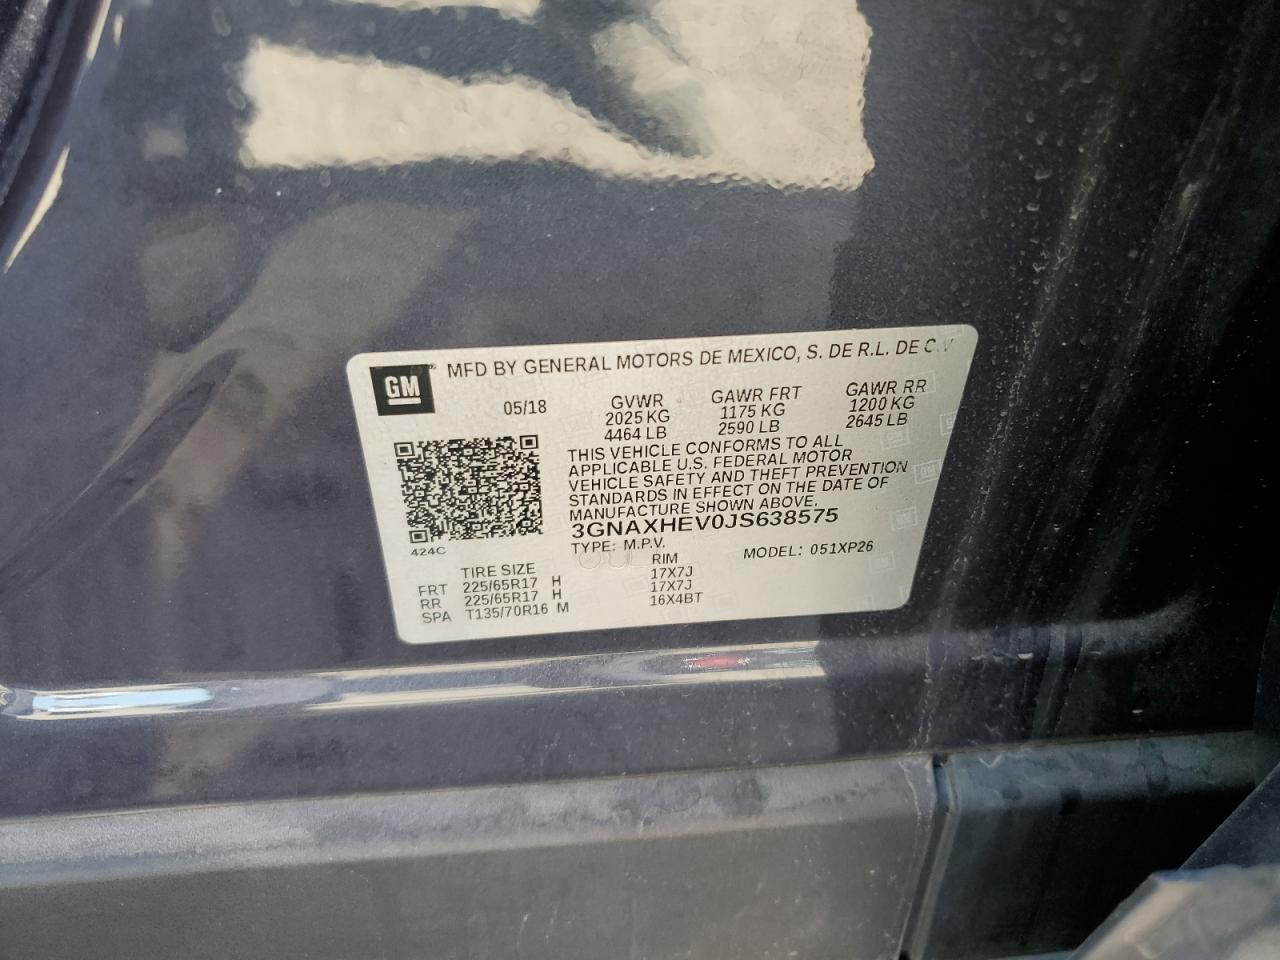 GM
MFD BY GENERAL MOTORS DE MEXICO, S. DE R.L. DE C.V
05/18
GVWR GAWR FRT GAWR RR
2025 KG 1175 KG 1200 KG
4464 LB 2590 LB 2645 LB
THIS VEHICLE CONFORMS TO ALL
APPLICABLE U.S. FEDERAL MOTOR
VEHICLE SAFETY AND THEFT PREVENTION
STANDARDS IN EFFECT ON THE DATE OF
MANUFACTURE SHOWN ABOVE.
3GNAXHEV0JS638575
424C
TYPE: M.P.V. MODEL: 051XP26
TIRE SIZE RIM
FRT 225/65R17 H 17X7J
RR 225/65R17 H 17X7J
SPA T135/70R16 M 16X4BT